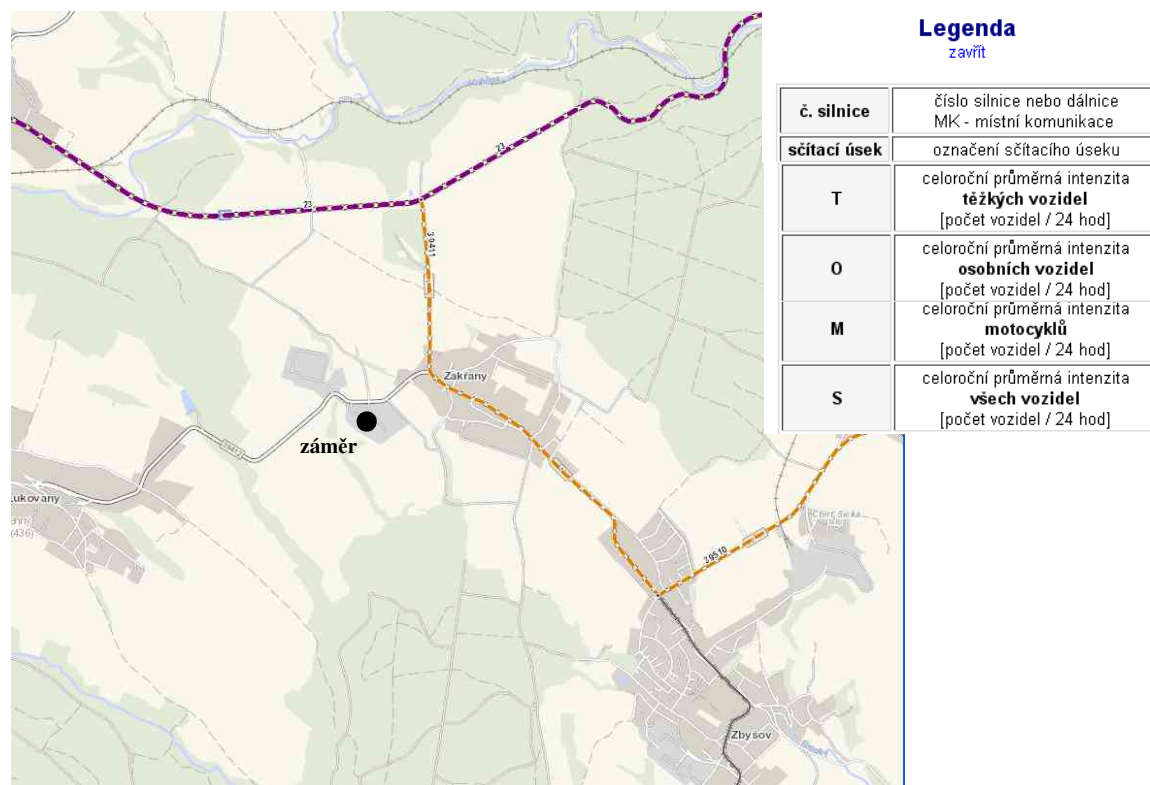 Legenda
zavřít
č. silnice
číslo silnice nebo dálnice
MK - místní komunikace
sčítací úsek
označení sčítacího úseku
T
celoroční průměrná intenzita
těžkých vozidel
[počet vozidel / 24 hod]
O
celoroční průměrná intenzita
osobních vozidel
[počet vozidel / 24 hod]
M
celoroční průměrná intenzita
motocyklů
[počet vozidel / 24 hod]
S
celoroční průměrná intenzita
všech vozidel
[počet vozidel / 24 hod]
23
23
39411
Zakřany
záměr
Lukovany
(436)
39510
Zbyšov